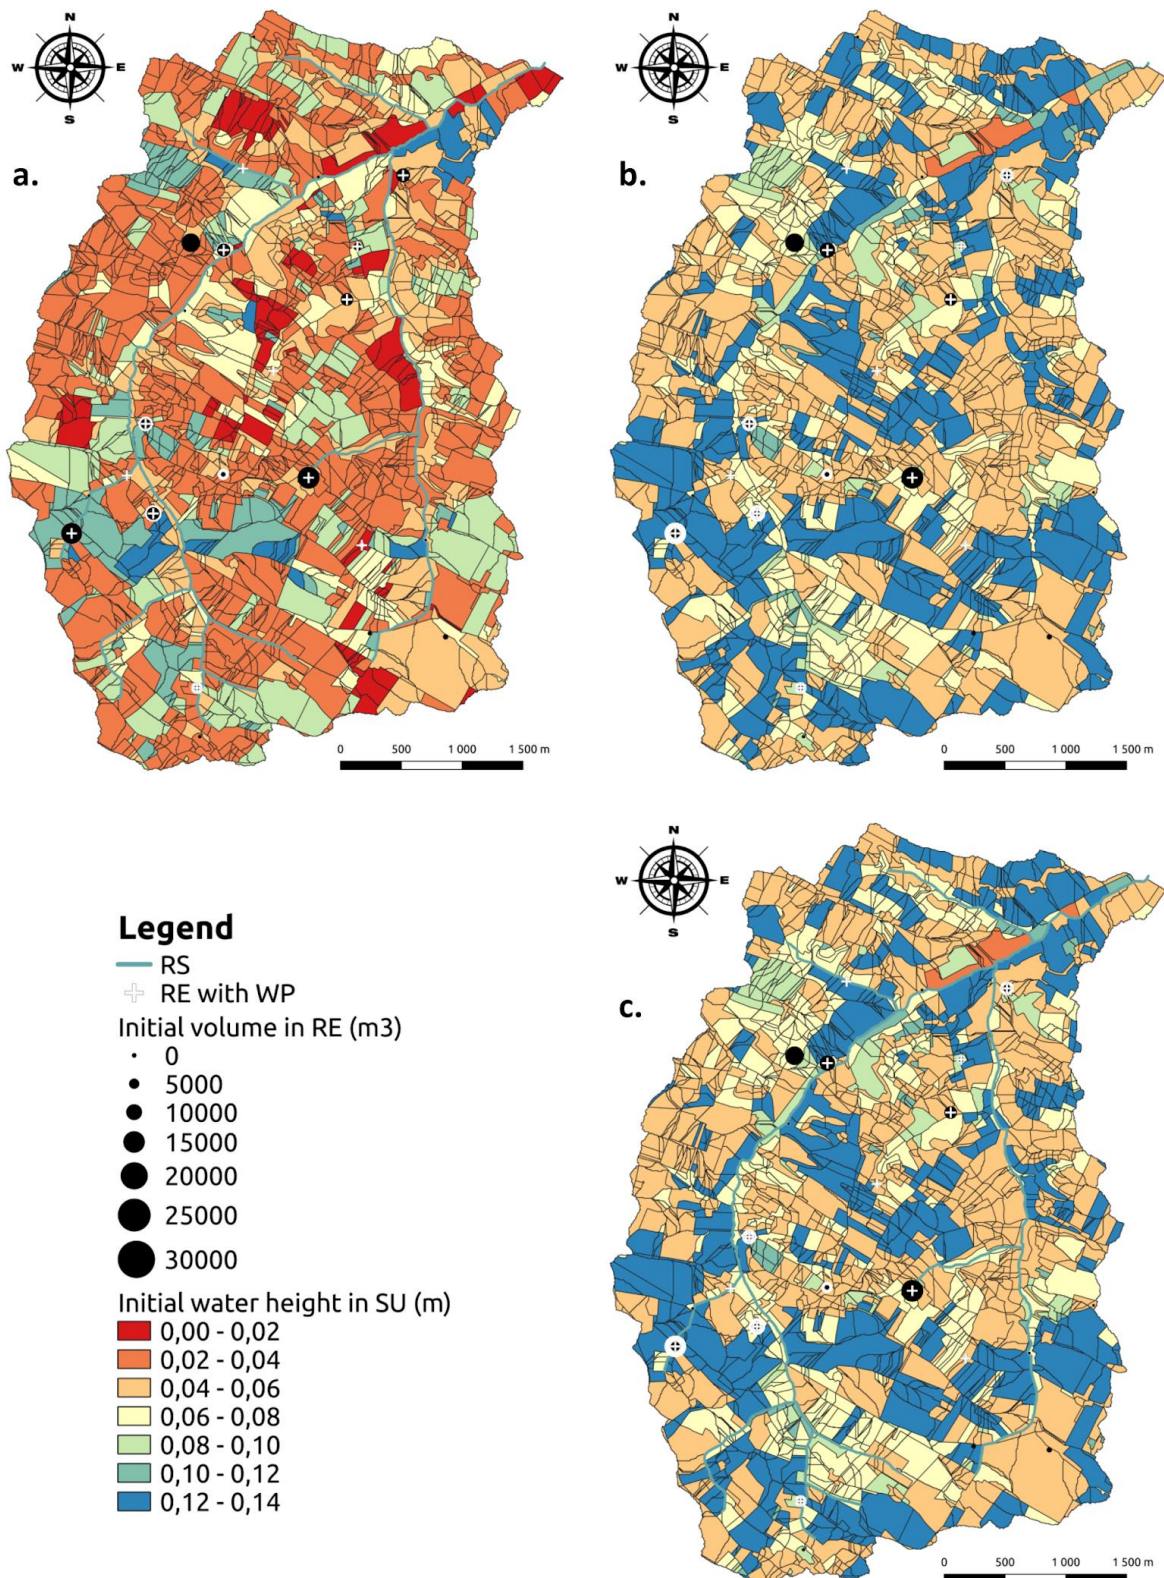 N
W E
S
a.
0 500 1 000 1 500 m
N
W E
S
b.
0 500 1 000 1 500 m
N
W E
S
c.
0 500 1 000 1 500 m
Legend
RS
RE with WP
Initial volume in RE (m3)
0
5000
10000
15000
20000
25000
30000
Initial water height in SU (m)
0,00 - 0,02
0,02 - 0,04
0,04 - 0,06
0,06 - 0,08
0,08 - 0,10
0,10 - 0,12
0,12 - 0,14